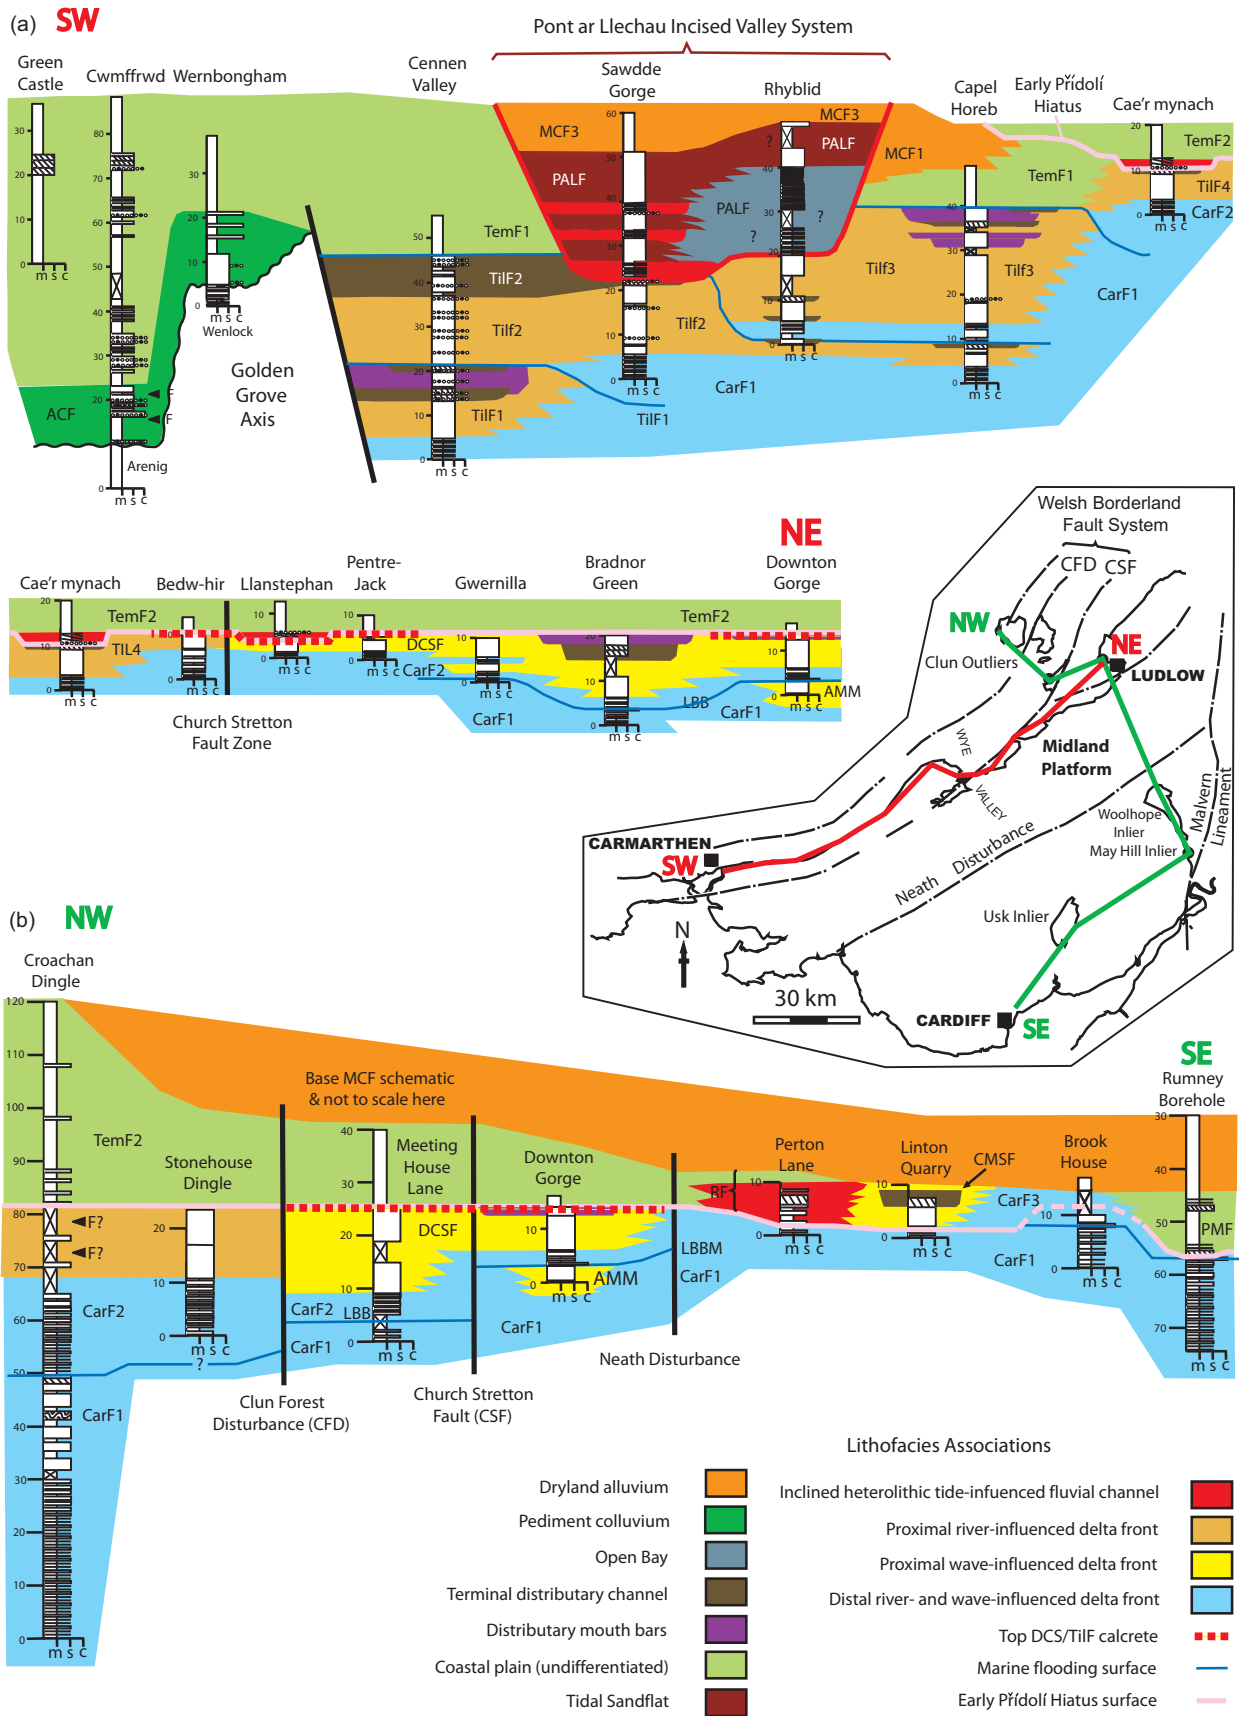 (a) SW
Pont ar Llechau Incised Valley System
Green
Castle
Cwmffrwd
Wernbongham
Cennen
Valley
Sawdde
Gorge
Rhyblid
Capel
Horeb
Early Přídolí
Hiatus
Cae'r mynach
MCF3
MCF3
PALF
PALF
PALF
MCF1
TemF1
TemF2
TilF4
CarF2
TemF1
TilF2
Tilf2
Tilf2
Tilf3
Tilf3
CarF1
CarF1
TilF1
TilF1
ACF
F
F
Arenig
Wenlock
Golden
Grove
Axis
m s c
NE
Cae'r mynach
Bedw-hir
Llanstephan
Pentre-
Jack
Gwernilla
Bradnor
Green
Downton
Gorge
TemF2
TIL4
TemF2
DCSF
CarF2
CarF1
LBB
CarF1
AMM
Church Stretton
Fault Zone
Welsh Borderland
Fault System
CFD
CSF
NW
NE
Clun Outliers
LUDLOW
WYE
VALLEY
Midland
Platform
Malvern
Lineament
Woolhope
Inlier
May Hill Inlier
CARMARTHEN
SW
Neath Disturbance
Usk Inlier
N
30 km
CARDIFF
SE
(b) NW
Croachan
Dingle
SE
Rumney
Borehole
Base MCF schematic
& not to scale here
TemF2
Stonehouse
Dingle
Meeting
House
Lane
Downton
Gorge
Perton
Lane
Linton
Quarry
CMSF
Brook
House
F?
F?
DCSF
RF
CarF3
PMF
LBBM
AMM
CarF1
CarF1
CarF2
CarF2
LBB
CarF1
CarF1
CarF1
?
Neath Disturbance
Clun Forest
Disturbance (CFD)
Church Stretton
Fault (CSF)
Lithofacies Associations
Dryland alluvium
Pediment colluvium
Open Bay
Terminal distributary channel
Distributary mouth bars
Coastal plain (undifferentiated)
Tidal Sandflat
Inclined heterolithic tide-infuenced fluvial channel
Proximal river-influenced delta front
Proximal wave-influenced delta front
Distal river- and wave-influenced delta front
Top DCS/TilF calcrete
Marine flooding surface
Early Přídolí Hiatus surface